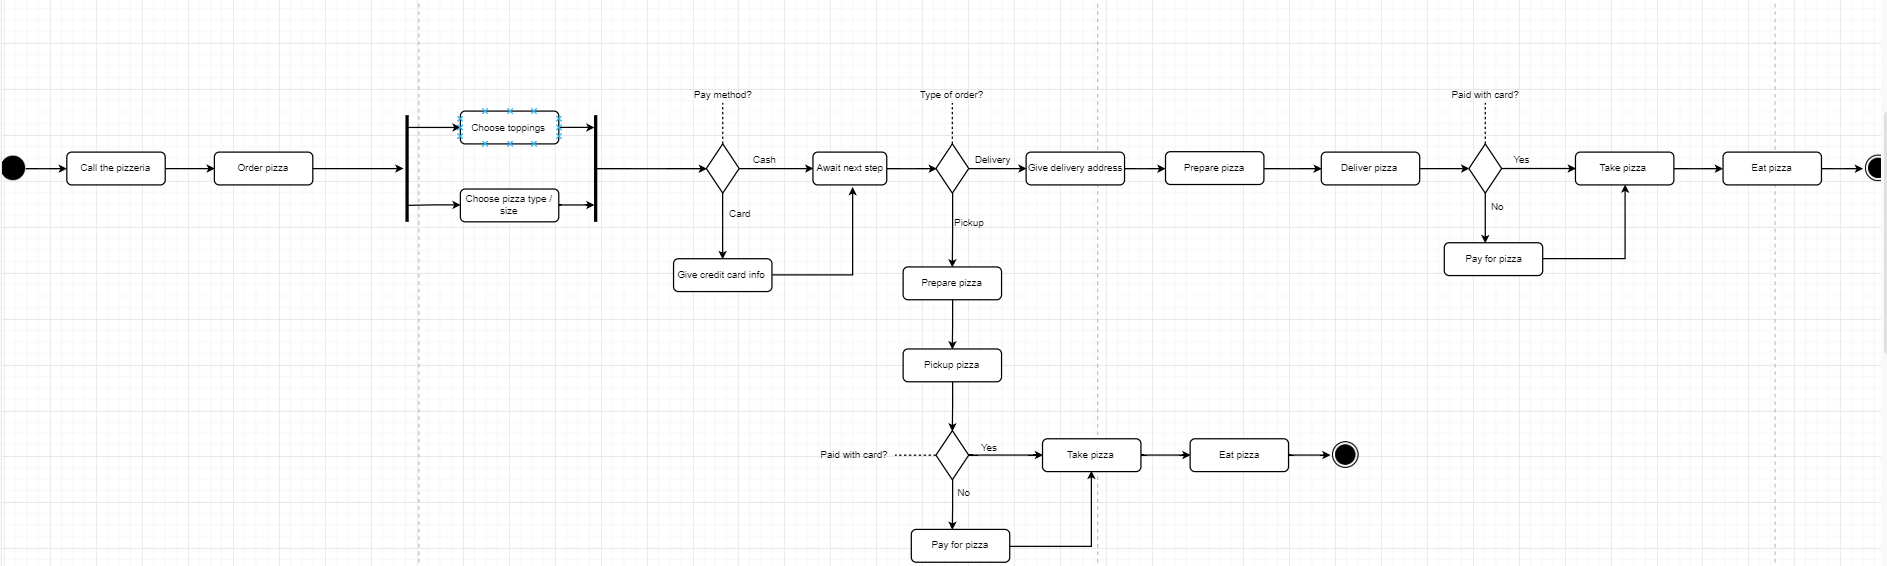 Pay method?
Type of order?
Paid with card?
Choose toppings
Call the pizzeria
Order pizza
Cash
Await next step
Delivery
Give delivery address
Prepare pizza
Deliver pizza
Yes
Take pizza
Eat pizza
Choose pizza type /
size
Card
Pickup
No
Pay for pizza
Give credit card info
Prepare pizza
Pickup pizza
Paid with card?
Yes
Take pizza
Eat pizza
No
Pay for pizza